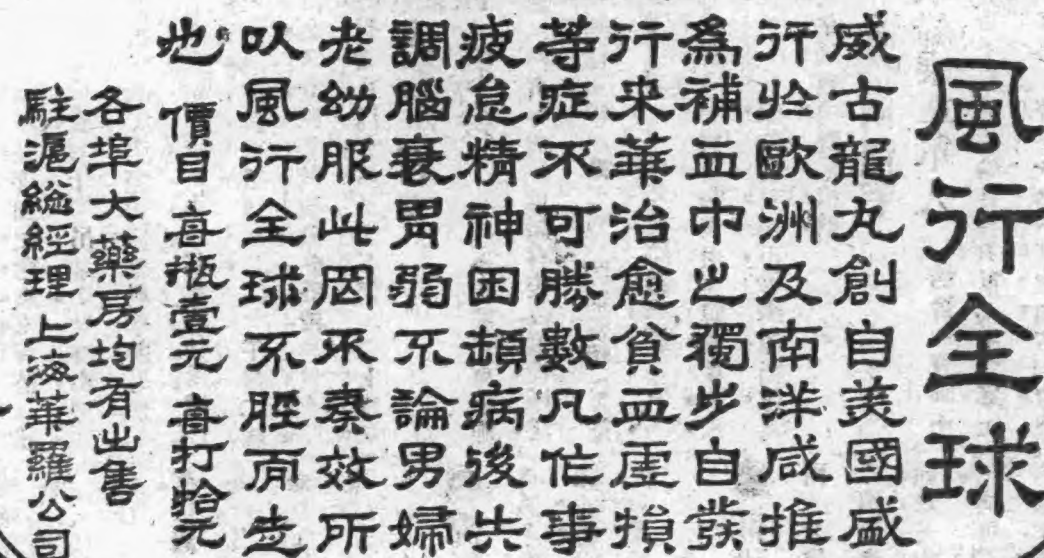 風行全球
威古龍丸創自美國盛
行於歐洲及南洋咸推
為補血中之獨步自發
行来華治愈貧血虛損
等症不可勝數凡作事
疲怠精神困頓病後失
調腦衰胃弱不論男婦
老幼服此罔不奏效所
以風行全球不脛而走
也 價目 每瓶壹元 每打拾元
各埠大藥房均有出售
駐滬総經理 上海華羅公司